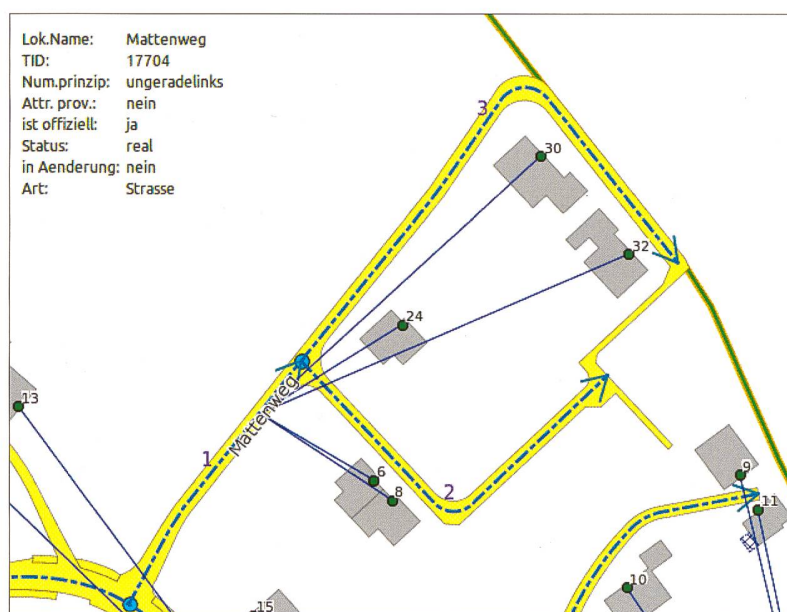 Lok.Name: Mattenweg
TID: 17704
Num.prinzip: ungeradelinks
Attr. prov.: nein
ist offiziell: ja
Status: real
in Aenderung: nein
Art: Strasse
3
30
32
24
Mattenweg
13
1
6
8
2
9
11
10
15